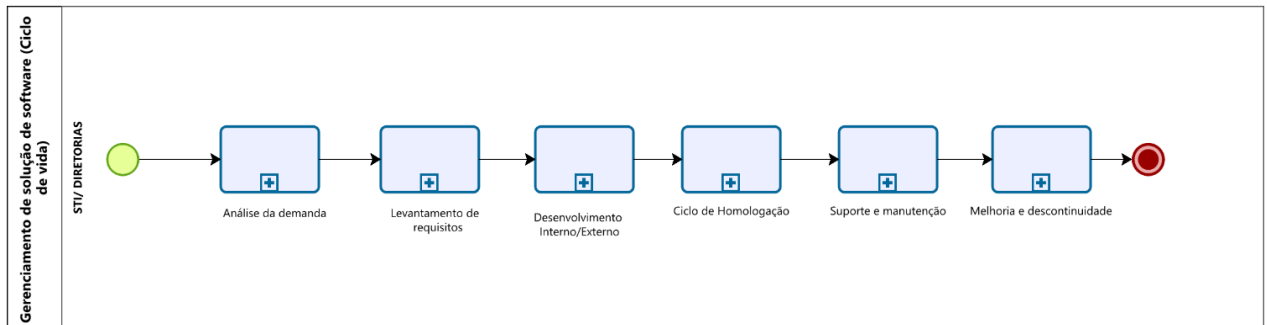 Gerenciamento de solução de software (Ciclo
de vida)
STI/ DIRETORIAS
Análise da demanda
Levantamento de
requisitos
Desenvolvimento
Interno/Externo
Ciclo de Homologação
Suporte e manutenção
Melhoria e descontinuidade